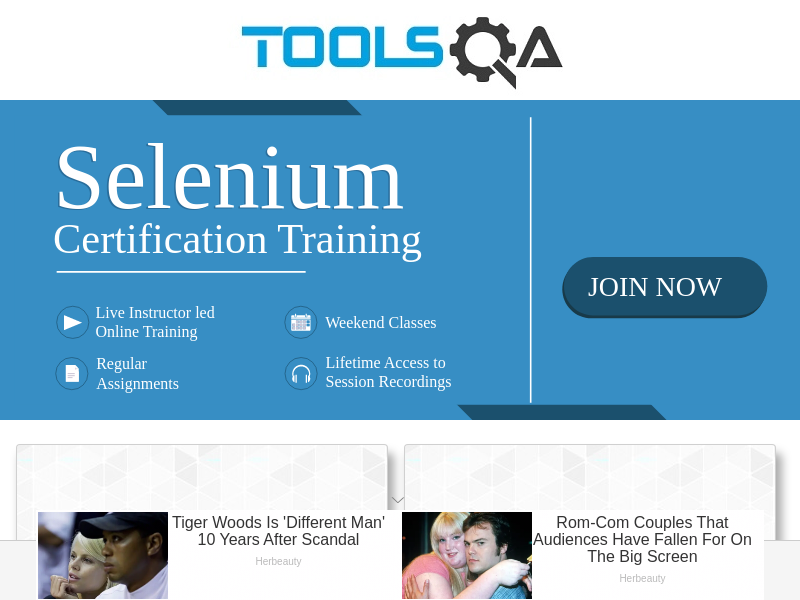 TOOLSQA
Selenium
Certification Training
JOIN NOW
Live Instructor led
Online Training
Weekend Classes
Regular
Assignments
Lifetime Access to
Session Recordings
Tiger Woods Is 'Different Man'
10 Years After Scandal
Herbeauty
Rom-Com Couples That
Audiences Have Fallen For On
The Big Screen
Herbeauty